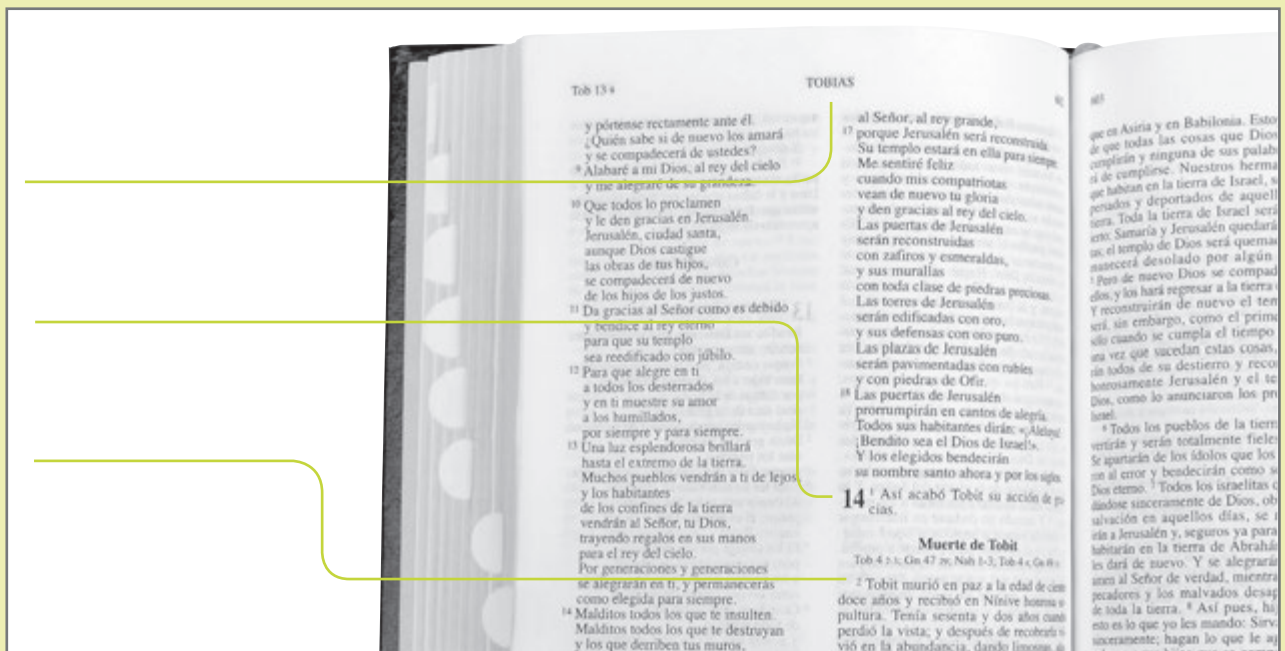 Tob 13
TOBIAS
y pórtense rectamente ante él.
¿Quién sabe si de nuevo los amará
y se compadecerá de ustedes?
9 Alabaré a mi Dios, al rey del cielo
y me alegraré de su grandeza.
10 Que todos lo proclamen
y le den gracias en Jerusalén.
Jerusalén, ciudad santa,
aunque Dios castigue
las obras de tus hijos,
se compadecerá de nuevo
de los hijos de los justos.
11 Da gracias al Señor como es debido
y bendice al rey eterno
para que su templo
sea reedificado con júbilo.
12 Para que alegre en ti
a todos los desterrados
y en ti muestre su amor
a los humillados,
por siempre y para siempre.
13 Una luz esplendorosa brillará
hasta el extremo de la tierra.
Muchos pueblos vendrán a ti de lejos,
y los habitantes
de los confines de la tierra
vendrán al Señor, tu Dios,
trayendo regalos en sus manos
para el rey del cielo.
Por generaciones y generaciones
se alegrarán en ti, y permanecerás
como elegida para siempre.
14 Malditos todos los que te insulten.
Malditos todos los que te destruyan
y los que derriben tus muros,
al Señor, al rey grande,
17 porque Jerusalén será reconstruida.
Su templo estará en ella para siempre.
Me sentiré feliz
cuando mis compatriotas
vean de nuevo tu gloria
y den gracias al rey del cielo.
Las puertas de Jerusalén
serán reconstruidas
con zafiros y esmeraldas,
y sus murallas
con toda clase de piedras preciosas.
Las torres de Jerusalén
serán edificadas con oro,
y sus defensas con oro puro.
Las plazas de Jerusalén
serán pavimentadas con rubíes
y con piedras de Ofir.
18 Las puertas de Jerusalén
prorrumpirán en cantos de alegría.
Todos sus habitantes dirán: «¡Aleluya!
¡Bendito sea el Dios de Israel!».
Y los elegidos bendecirán
su nombre santo ahora y por los siglos.
14 1 Así acabó Tobit su acción de gra-
cias.
Muerte de Tobit
Tob 4 Gn 47 Nah 1-3; Tob 4
2 Tobit murió en paz a la edad de ciento
doce años y recibió en Nínive honrosa se-
pultura. Tenía sesenta y dos años cuando
perdió la vista; y después de recobrarla vi-
vió en la abundancia, dando limosnas,
que en Asiria y en Babilonia. Esto
de que todas las cosas que Dios
cumplirán y ninguna de sus
de cumplirse. Nuestros
que habitan en la tierra de Israel,
y deportados de
Toda la tierra de Israel será
Samaría y Jerusalén
el templo de Dios será
desolado por algún
5 Pero de nuevo Dios se
ellos, y los hará regresar a la tierra
Y reconstruirán de nuevo el
será, sin embargo, como el
sólo cuando se cumpla el tiempo
una vez que sucedan estas cosas,
todos de su destierro y
Jerusalén y el
Dios, como lo anunciaron los
Israel.
6 Todos los pueblos de la
y serán totalmente
Se apartarán de los ídolos que los
al error y bendecirán como
Dios eterno. 7 Todos los israelitas
sinceramente de Dios,
salvación en aquellos días, se
a Jerusalén y, seguros ya para
habitarán en la tierra de
les dará de nuevo. Y se alegrarán
al Señor de verdad,
pecadores y los malvados
de toda la tierra. 8 Así pues,
esto es lo que yo les mando:
sinceramente; hagan lo que le